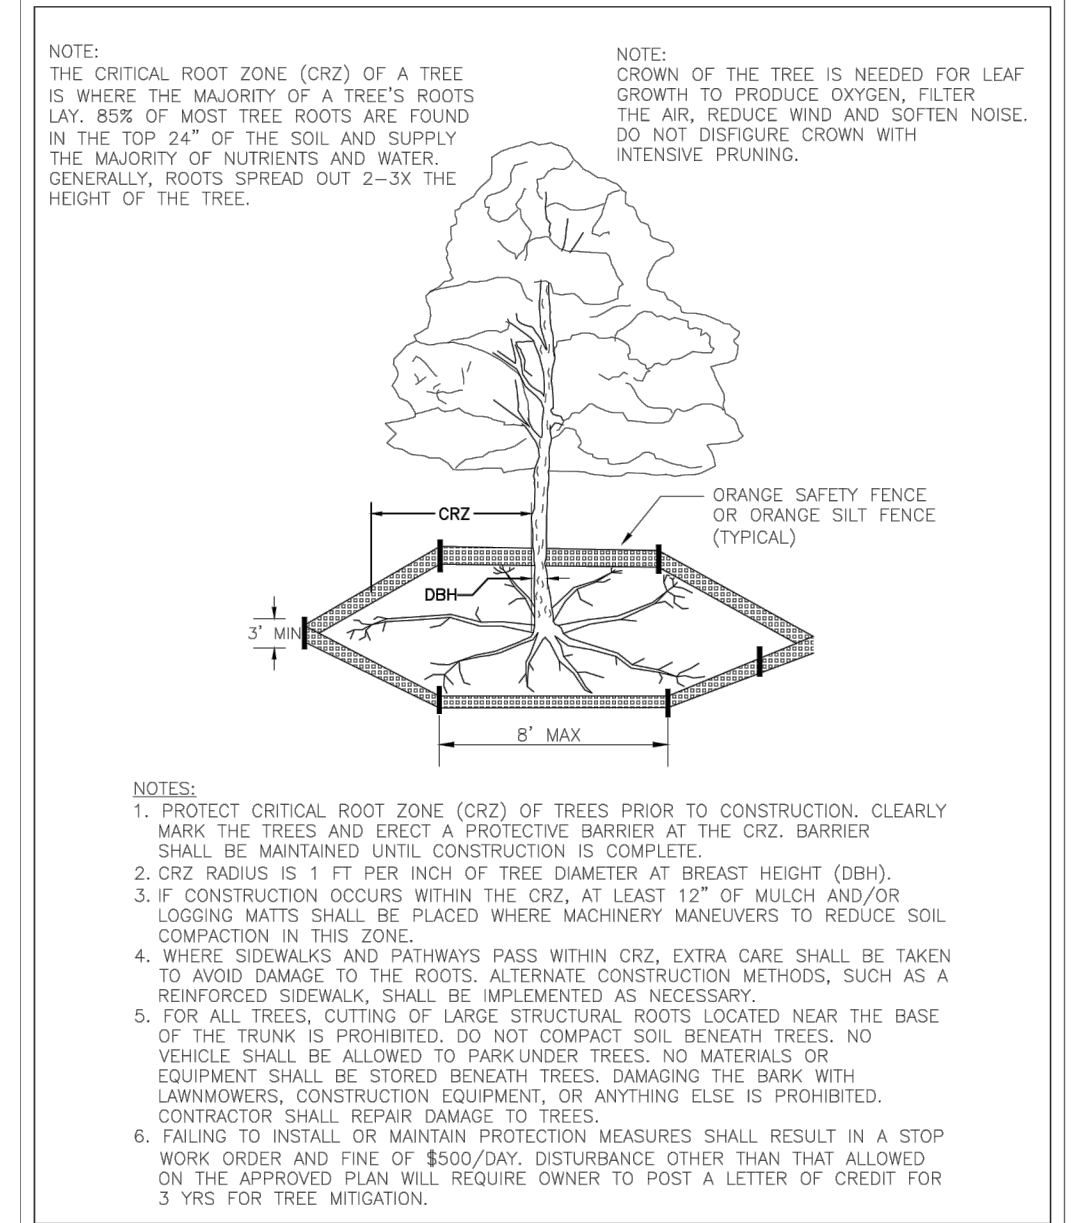 NOTE:
THE CRITICAL ROOT ZONE (CRZ) OF A TREE
IS WHERE THE MAJORITY OF A TREE'S ROOTS
LAY. 85% OF MOST TREE ROOTS ARE FOUND
IN THE TOP 24" OF THE SOIL AND SUPPLY
THE MAJORITY OF NUTRIENTS AND WATER.
GENERALLY, ROOTS SPREAD OUT 2-3X THE
HEIGHT OF THE TREE.
NOTE:
CROWN OF THE TREE IS NEEDED FOR LEAF
GROWTH TO PRODUCE OXYGEN, FILTER
THE AIR, REDUCE WIND AND SOFTEN NOISE.
DO NOT DISFIGURE CROWN WITH
INTENSIVE PRUNING.
ORANGE SAFETY FENCE
OR ORANGE SILT FENCE
(TYPICAL)
CRZ
DBH
3' MIN
8' MAX
NOTES:
1. PROTECT CRITICAL ROOT ZONE (CRZ) OF TREES PRIOR TO CONSTRUCTION. CLEARLY
MARK THE TREES AND ERECT A PROTECTIVE BARRIER AT THE CRZ. BARRIER
SHALL BE MAINTAINED UNTIL CONSTRUCTION IS COMPLETE.
2. CRZ RADIUS IS 1 FT PER INCH OF TREE DIAMETER AT BREAST HEIGHT (DBH).
3. IF CONSTRUCTION OCCURS WITHIN THE CRZ, AT LEAST 12" OF MULCH AND/OR
LOGGING MATTS SHALL BE PLACED WHERE MACHINERY MANEUVERS TO REDUCE SOIL
COMPACTION IN THIS ZONE.
4. WHERE SIDEWALKS AND PATHWAYS PASS WITHIN CRZ, EXTRA CARE SHALL BE TAKEN
TO AVOID DAMAGE TO THE ROOTS. ALTERNATE CONSTRUCTION METHODS, SUCH AS A
REINFORCED SIDEWALK, SHALL BE IMPLEMENTED AS NECESSARY.
5. FOR ALL TREES, CUTTING OF LARGE STRUCTURAL ROOTS LOCATED NEAR THE BASE
OF THE TRUNK IS PROHIBITED. DO NOT COMPACT SOIL BENEATH TREES. NO
VEHICLE SHALL BE ALLOWED TO PARK UNDER TREES. NO MATERIALS OR
EQUIPMENT SHALL BE STORED BENEATH TREES. DAMAGING THE BARK WITH
LAWNMOWERS, CONSTRUCTION EQUIPMENT, OR ANYTHING ELSE IS PROHIBITED.
CONTRACTOR SHALL REPAIR DAMAGE TO TREES.
6. FAILING TO INSTALL OR MAINTAIN PROTECTION MEASURES SHALL RESULT IN A STOP
WORK ORDER AND FINE OF $500/DAY. DISTURBANCE OTHER THAN THAT ALLOWED
ON THE APPROVED PLAN WILL REQUIRE OWNER TO POST A LETTER OF CREDIT FOR
3 YRS FOR TREE MITIGATION.